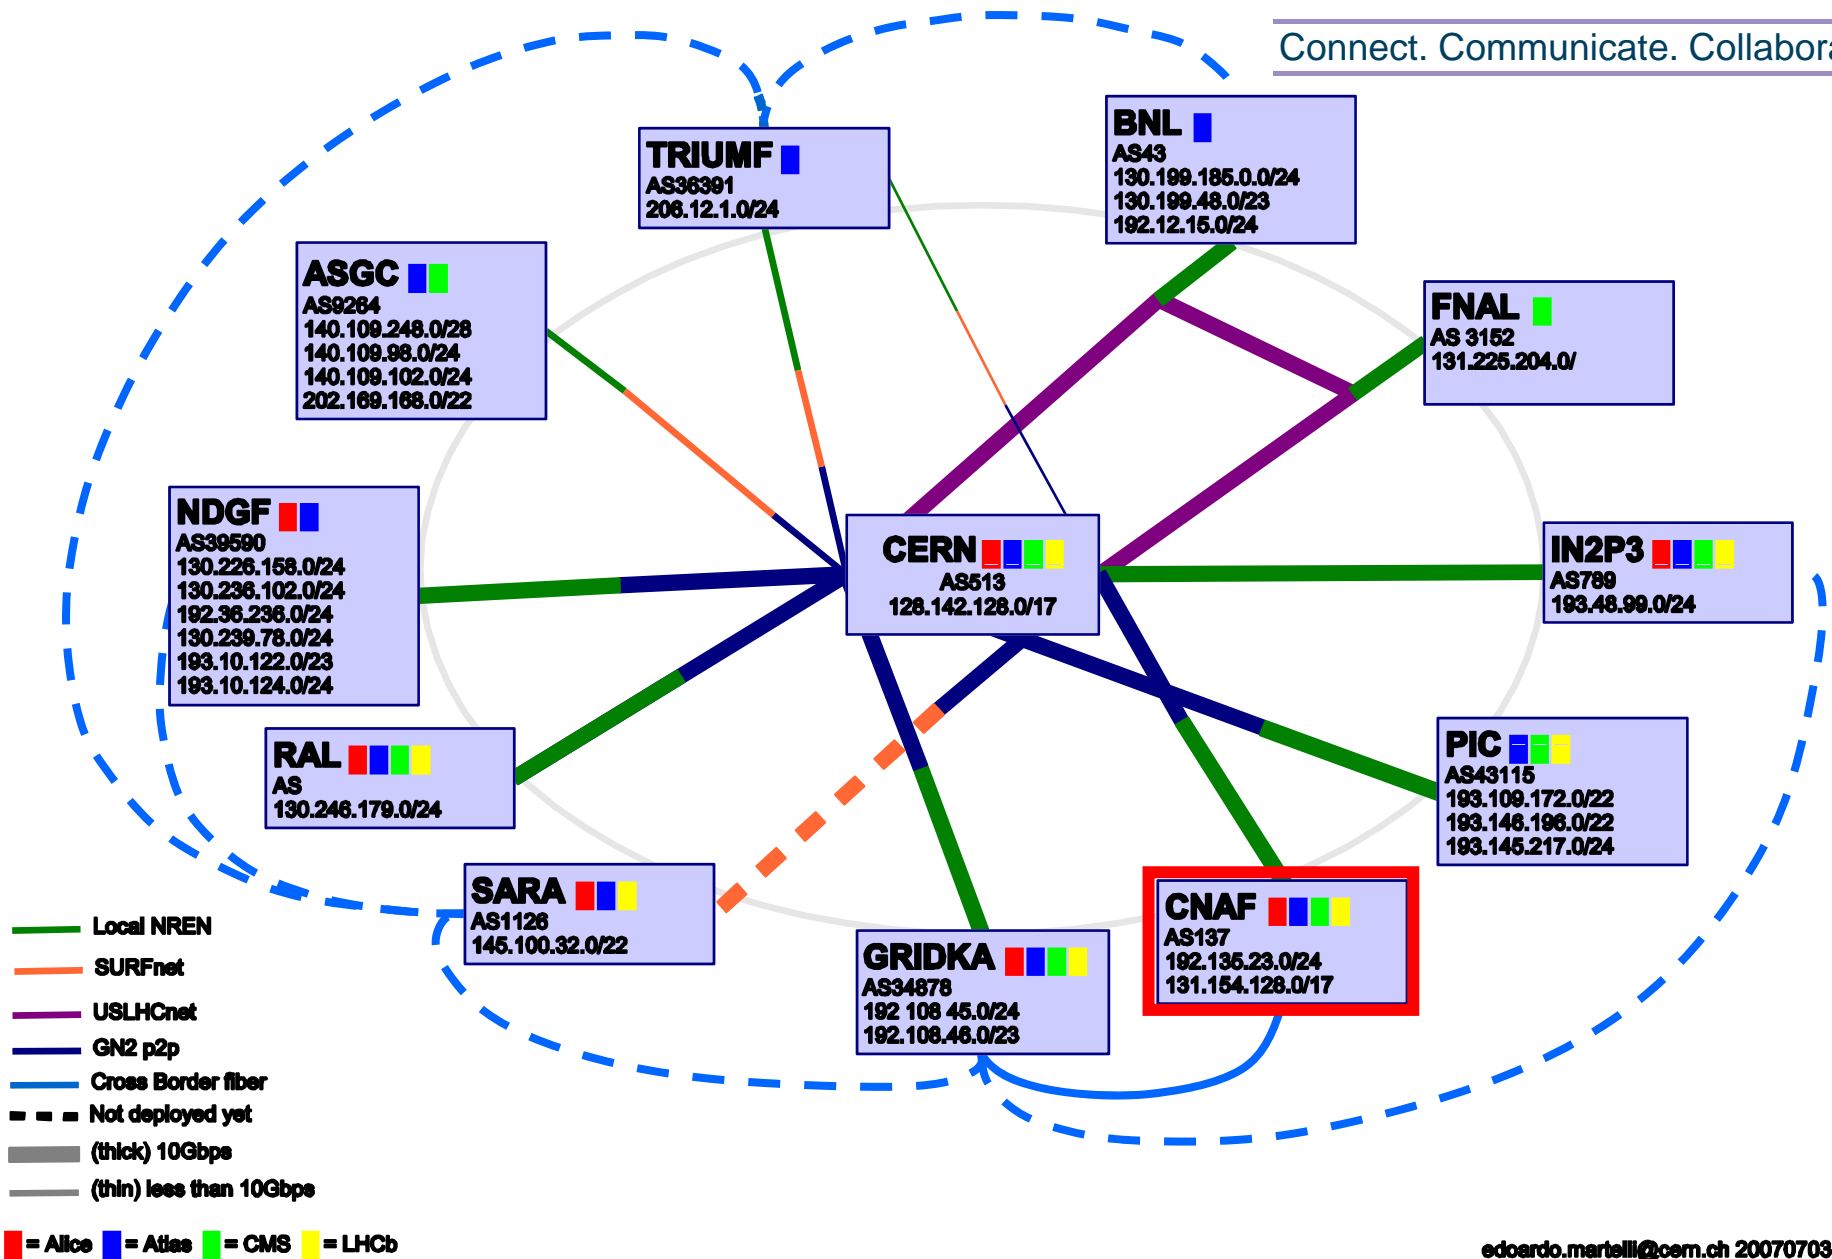 Connect. Communicate. Collabora
BNL
AS43
130.199.185.0.0/24
130.199.48.0/23
192.12.15.0/24
TRIUMF
AS36391
206.12.1.0/24
ASGC
AS9264
140.109.248.0/28
140.109.98.0/24
140.109.102.0/24
202.169.168.0/22
FNAL
AS 3152
131.225.204.0/
NDGF
AS39590
130.226.158.0/24
130.236.102.0/24
192.36.236.0/24
130.239.78.0/24
193.10.122.0/23
193.10.124.0/24
CERN
AS513
128.142.128.0/17
IN2P3
AS789
193.48.99.0/24
RAL
AS
130.246.179.0/24
PIC
AS43115
193.109.172.0/22
193.146.196.0/22
193.145.217.0/24
SARA
AS1126
145.100.32.0/22
GRIDKA
AS34878
192 108 45.0/24
192.108.46.0/23
CNAF
AS137
192.135.23.0/24
131.154.128.0/17
Local NREN
SURFnet
USLHCnet
GN2 p2p
Cross Border fiber
Not deployed yet
(thick) 10Gbps
(thin) less than 10Gbps
= Alice = Atlas = CMS = LHCb
edoardo.martelli@cern.ch 20070703